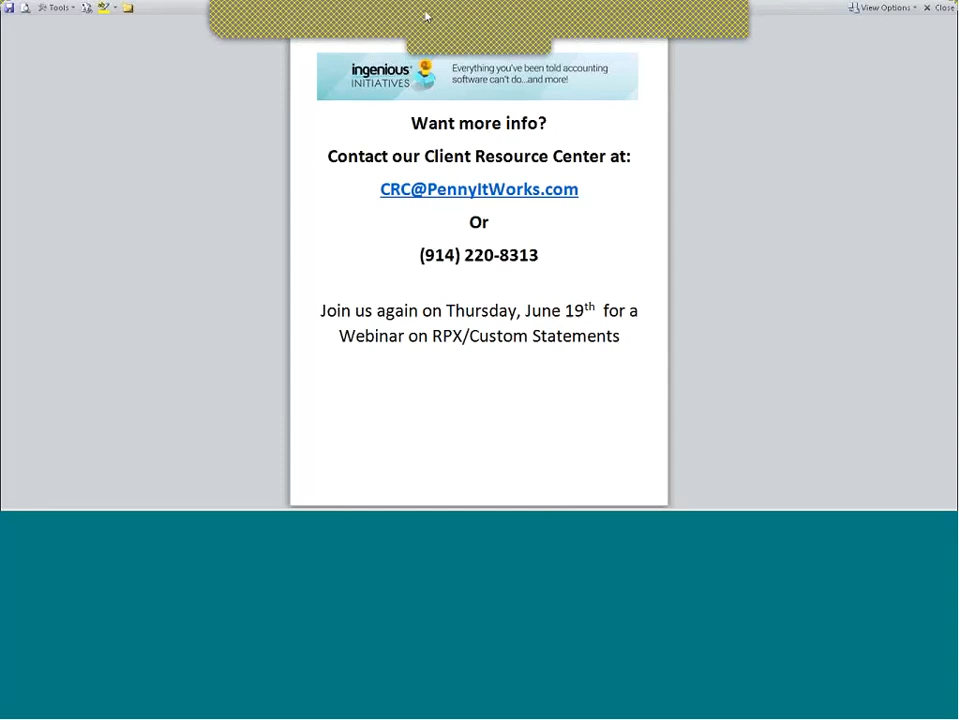 Tools
View Options
Close
ingenious
INITIATIVES
Everything you've been told accounting
software can't do...and more!
Want more info?
Contact our Client Resource Center at:
CRC@PennyItWorks.com
Or
(914) 220-8313
Join us again on Thursday, June 19th for a
Webinar on RPX/Custom Statements